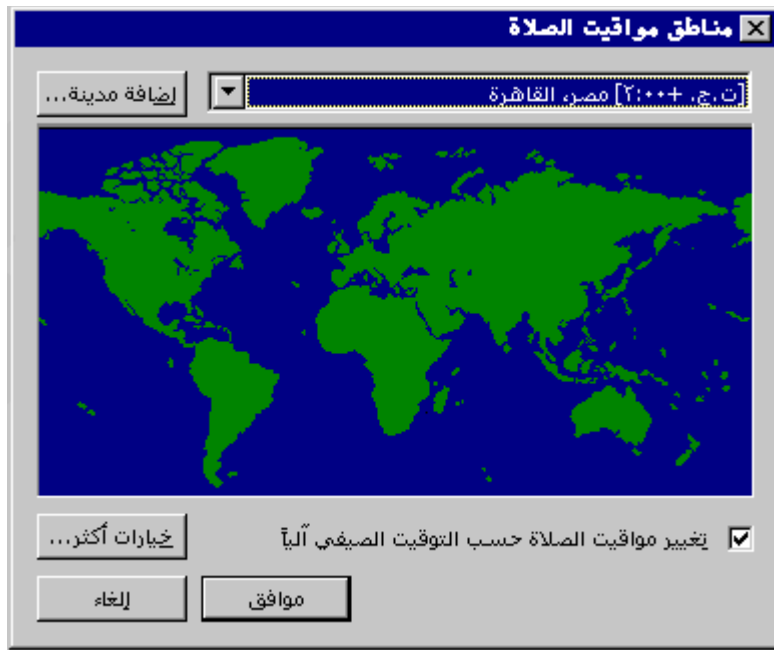 مناطق مواقيت الصلاة
[ت.ج. +٢:٠٠] مصر، القاهرة
إضافة مدينة...
تغيير مواقيت الصلاة حسب التوقيت الصيفي آلياً
خيارات أكثر...
موافق
إلغاء